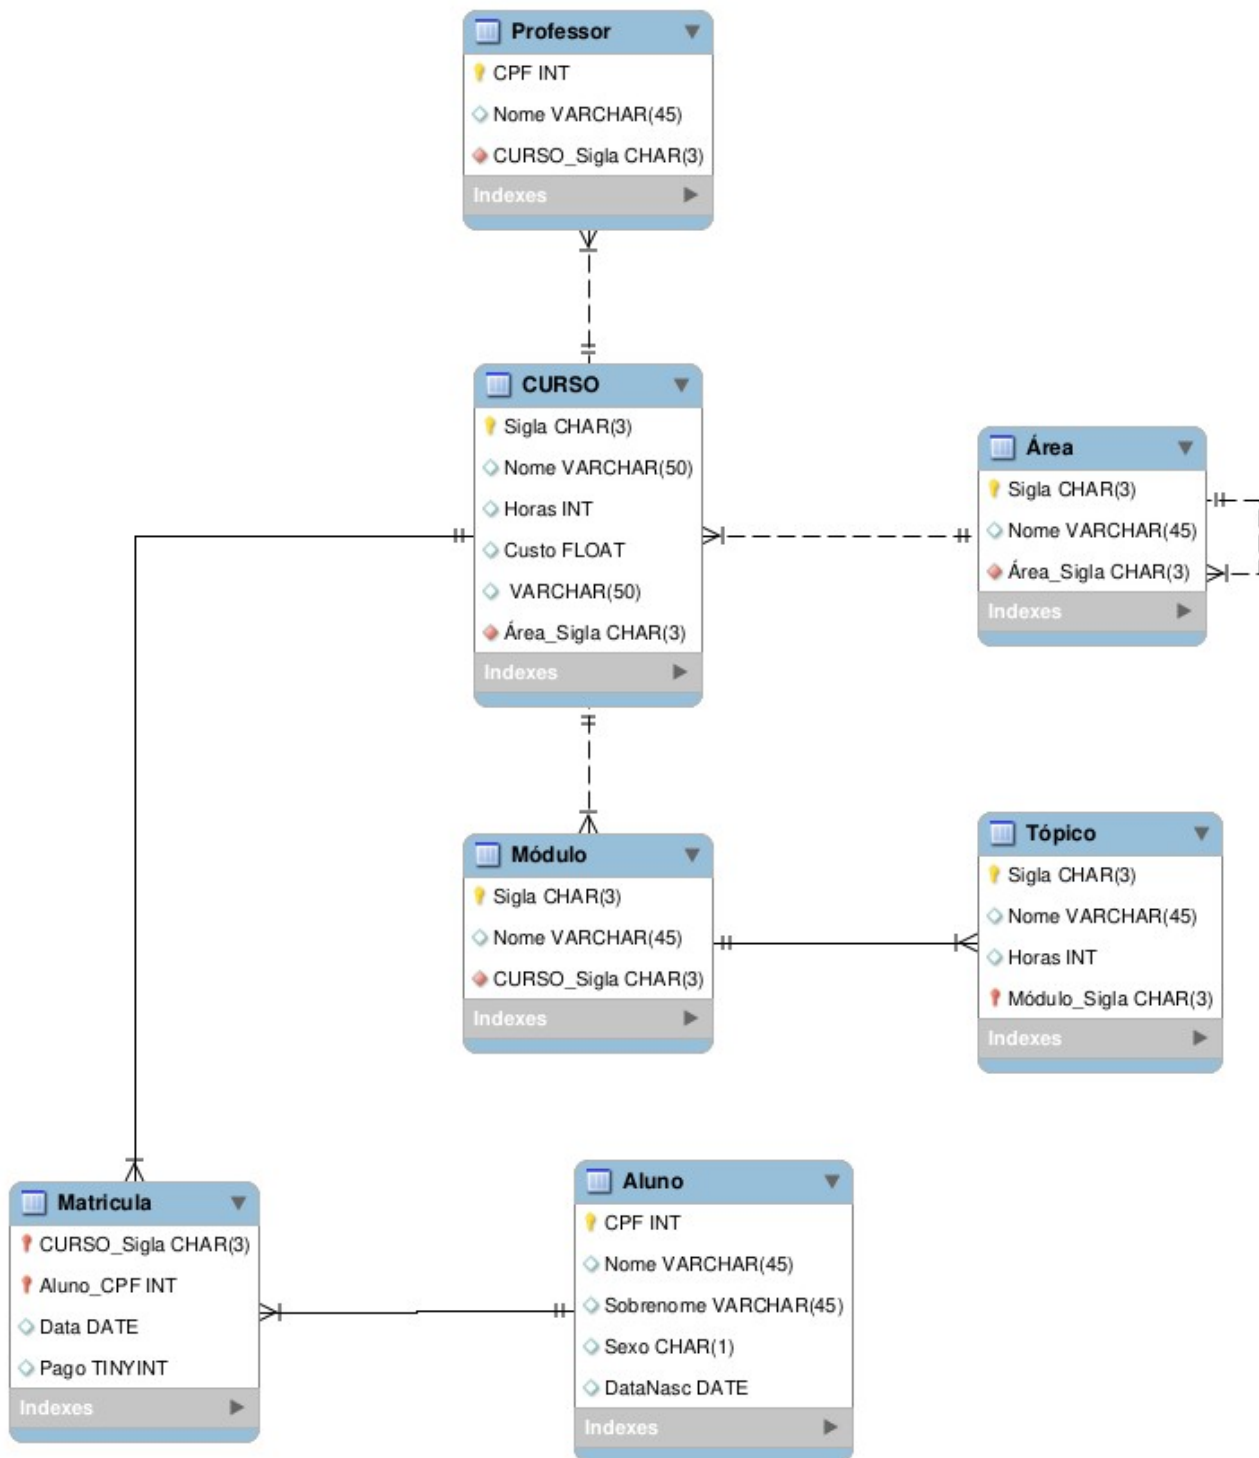 Professor
CPF INT
Nome VARCHAR(45)
CURSO_Sigla CHAR(3)
Indexes
CURSO
Sigla CHAR(3)
Nome VARCHAR(50)
Horas INT
Custo FLOAT
VARCHAR(50)
Área_Sigla CHAR(3)
Indexes
Área
Sigla CHAR(3)
Nome VARCHAR(45)
Área_Sigla CHAR(3)
Indexes
Módulo
Sigla CHAR(3)
Nome VARCHAR(45)
CURSO_Sigla CHAR(3)
Indexes
Tópico
Sigla CHAR(3)
Nome VARCHAR(45)
Horas INT
Módulo_Sigla CHAR(3)
Indexes
Matricula
CURSO_Sigla CHAR(3)
Aluno_CPF INT
Data DATE
Pago TINYINT
Indexes
Aluno
CPF INT
Nome VARCHAR(45)
Sobrenome VARCHAR(45)
Sexo CHAR(1)
DataNasc DATE
Indexes